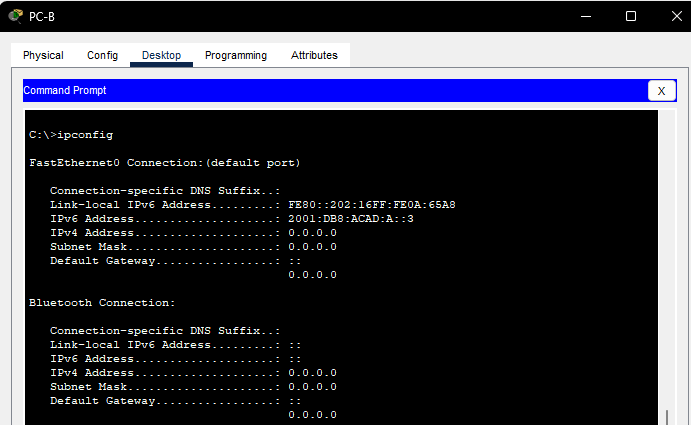 PC-B
Physical Config Desktop Programming Attributes
Command Prompt X
C:\>ipconfig
FastEthernet0 Connection:(default port)
Connection-specific DNS Suffix..:
Link-local IPv6 Address.........: FE80::202:16FF:FE0A:65A8
IPv6 Address....................: 2001:DB8:ACAD:A::3
IPv4 Address....................: 0.0.0.0
Subnet Mask.....................: 0.0.0.0
Default Gateway.................: ::
0.0.0.0
Bluetooth Connection:
Connection-specific DNS Suffix..:
Link-local IPv6 Address.........: ::
IPv6 Address....................: ::
IPv4 Address....................: 0.0.0.0
Subnet Mask.....................: 0.0.0.0
Default Gateway.................: ::
0.0.0.0